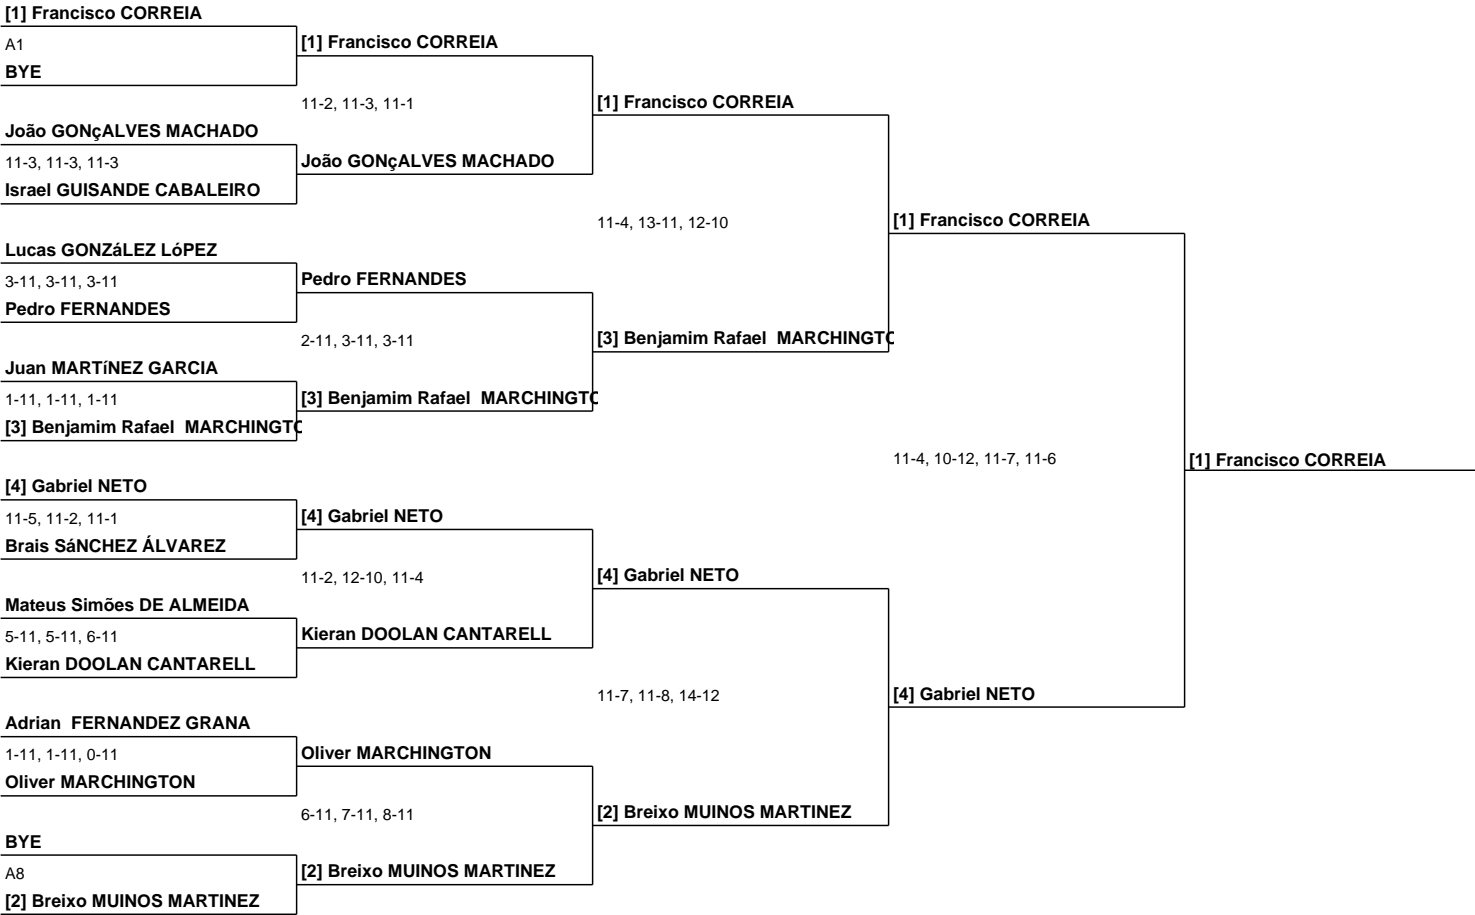 [1] Francisco CORREIA
A1
BYE
[1] Francisco CORREIA
11-2, 11-3, 11-1
[1] Francisco CORREIA
João GONçALVES MACHADO
11-3, 11-3, 11-3
Israel GUISANDE CABALEIRO
João GONçALVES MACHADO
11-4, 13-11, 12-10
[1] Francisco CORREIA
Lucas GONZáLEZ LóPEZ
3-11, 3-11, 3-11
Pedro FERNANDES
Pedro FERNANDES
2-11, 3-11, 3-11
[3] Benjamim Rafael  MARCHINGTO
Juan MARTíNEZ GARCIA
1-11, 1-11, 1-11
[3] Benjamim Rafael  MARCHINGTO
[3] Benjamim Rafael  MARCHINGTO
11-4, 10-12, 11-7, 11-6
[1] Francisco CORREIA
[4] Gabriel NETO
11-5, 11-2, 11-1
Brais SáNCHEZ ÁLVAREZ
[4] Gabriel NETO
11-2, 12-10, 11-4
[4] Gabriel NETO
Mateus Simões DE ALMEIDA
5-11, 5-11, 6-11
Kieran DOOLAN CANTARELL
Kieran DOOLAN CANTARELL
11-7, 11-8, 14-12
[4] Gabriel NETO
Adrian  FERNANDEZ GRANA
1-11, 1-11, 0-11
Oliver MARCHINGTON
Oliver MARCHINGTON
6-11, 7-11, 8-11
[2] Breixo MUINOS MARTINEZ
BYE
A8
[2] Breixo MUINOS MARTINEZ
[2] Breixo MUINOS MARTINEZ